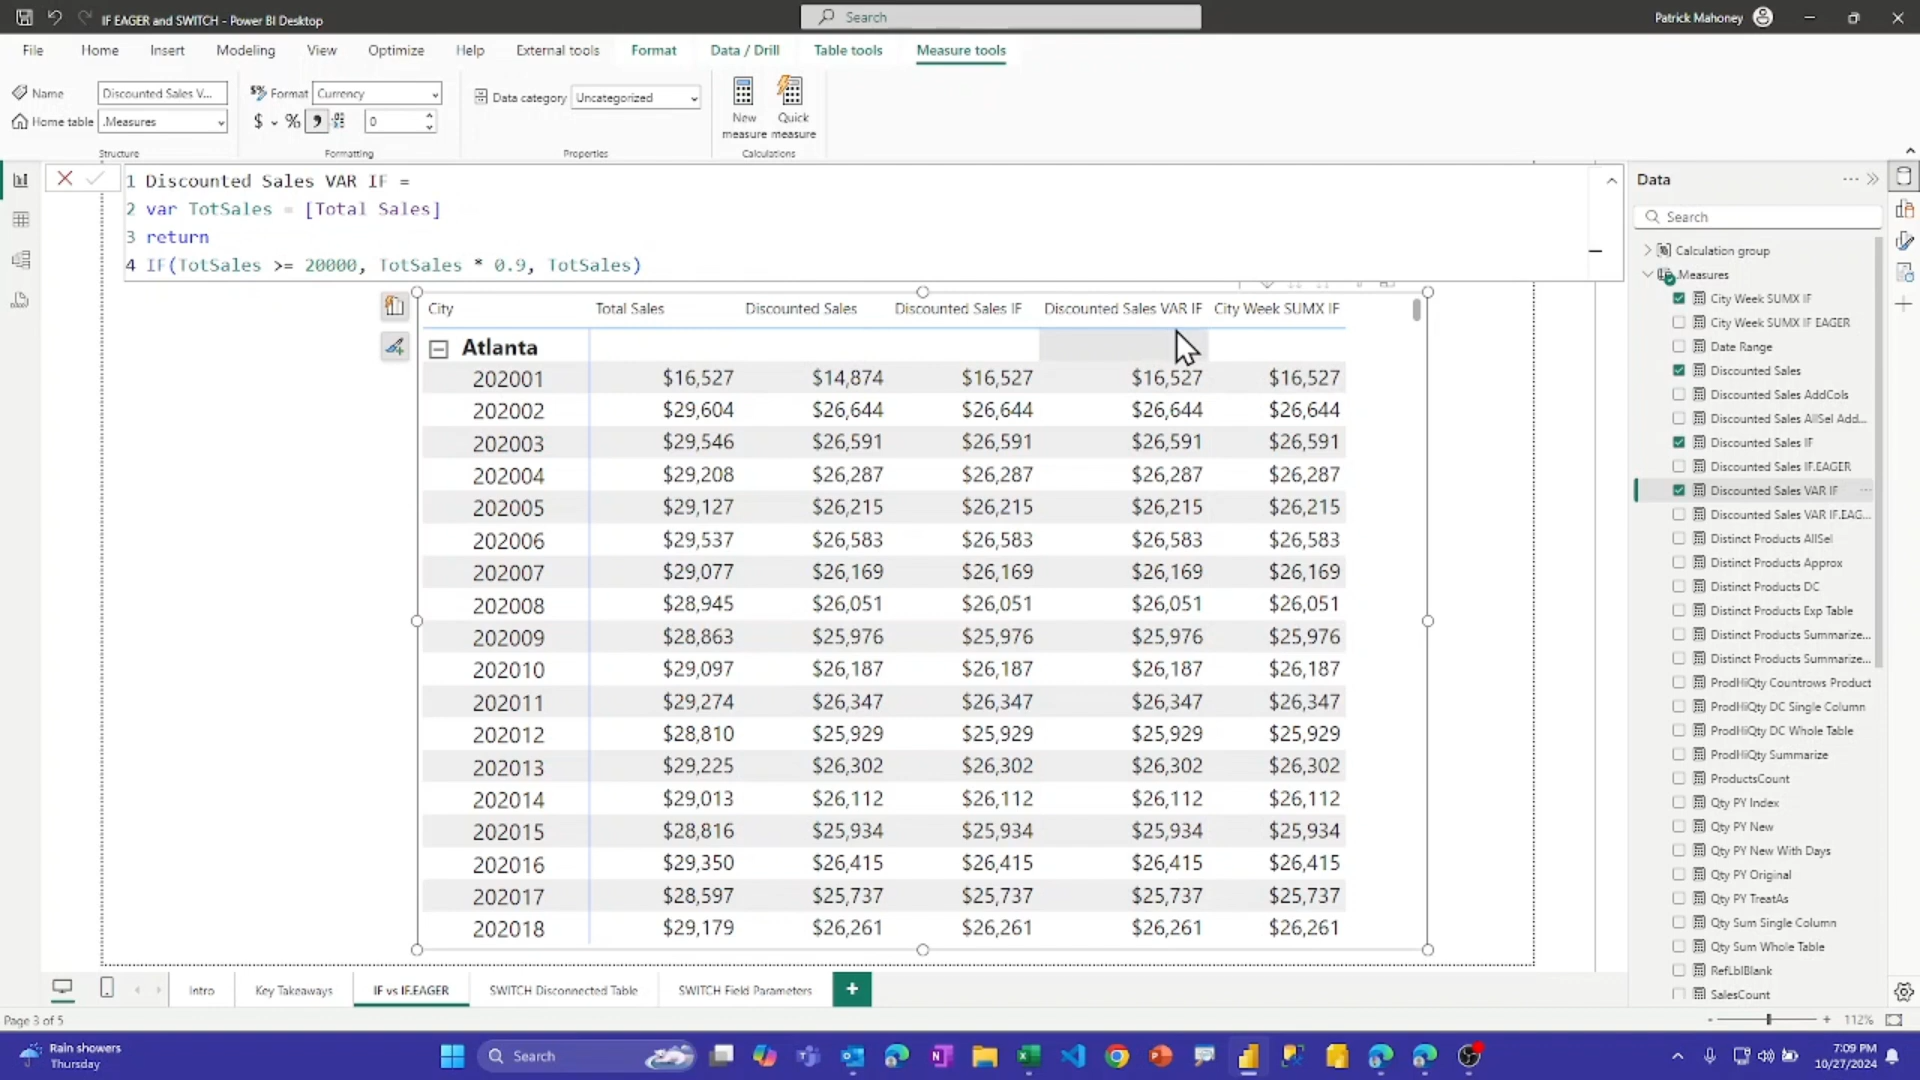 IF EAGER and SWITCH - Power BI Desktop
Search
Patrick Mahoney
File Home Insert Modeling View Optimize Help External tools Format Data / Drill Table tools Measure tools
Name Discounted Sales V...
Format Currency
Data category Uncategorized
Home table .Measures
$ % 0
New measure
Quick measure
Structure Formatting Properties Calculations
1 Discounted Sales VAR IF =
2 var TotSales = [Total Sales]
3 return
4 IF(TotSales >= 20000, TotSales * 0.9, TotSales)
City Total Sales Discounted Sales Discounted Sales IF Discounted Sales VAR IF City Week SUMX IF
Atlanta
202001 $16,527 $14,874 $16,527 $16,527 $16,527
202002 $29,604 $26,644 $26,644 $26,644 $26,644
202003 $29,546 $26,591 $26,591 $26,591 $26,591
202004 $29,208 $26,287 $26,287 $26,287 $26,287
202005 $29,127 $26,215 $26,215 $26,215 $26,215
202006 $29,537 $26,583 $26,583 $26,583 $26,583
202007 $29,077 $26,169 $26,169 $26,169 $26,169
202008 $28,945 $26,051 $26,051 $26,051 $26,051
202009 $28,863 $25,976 $25,976 $25,976 $25,976
202010 $29,097 $26,187 $26,187 $26,187 $26,187
202011 $29,274 $26,347 $26,347 $26,347 $26,347
202012 $28,810 $25,929 $25,929 $25,929 $25,929
202013 $29,225 $26,302 $26,302 $26,302 $26,302
202014 $29,013 $26,112 $26,112 $26,112 $26,112
202015 $28,816 $25,934 $25,934 $25,934 $25,934
202016 $29,350 $26,415 $26,415 $26,415 $26,415
202017 $28,597 $25,737 $25,737 $25,737 $25,737
202018 $29,179 $26,261 $26,261 $26,261 $26,261
Data
Search
Calculation group
.Measures
City Week SUMX IF
City Week SUMX IF EAGER
Date Range
Discounted Sales
Discounted Sales AddCols
Discounted Sales AllSel Add...
Discounted Sales IF
Discounted Sales IF.EAGER
Discounted Sales VAR IF
Discounted Sales VAR IF.EAG...
Distinct Products AllSel
Distinct Products Approx
Distinct Products DC
Distinct Products Exp Table
Distinct Products Summarize...
Distinct Products Summarize...
ProdHiQty Countrows Product
ProdHiQty DC Single Column
ProdHiQty DC Whole Table
ProdHiQty Summarize
ProductsCount
Qty PY Index
Qty PY New
Qty PY New With Days
Qty PY Original
Qty PY TreatAs
Qty Sum Single Column
Qty Sum Whole Table
RefLblBlank
SalesCount
Intro Key Takeaways IF vs IF.EAGER SWITCH Disconnected Table SWITCH Field Parameters
Page 3 of 5
112%
Rain showers
Thursday
Search
7:09 PM
10/27/2024